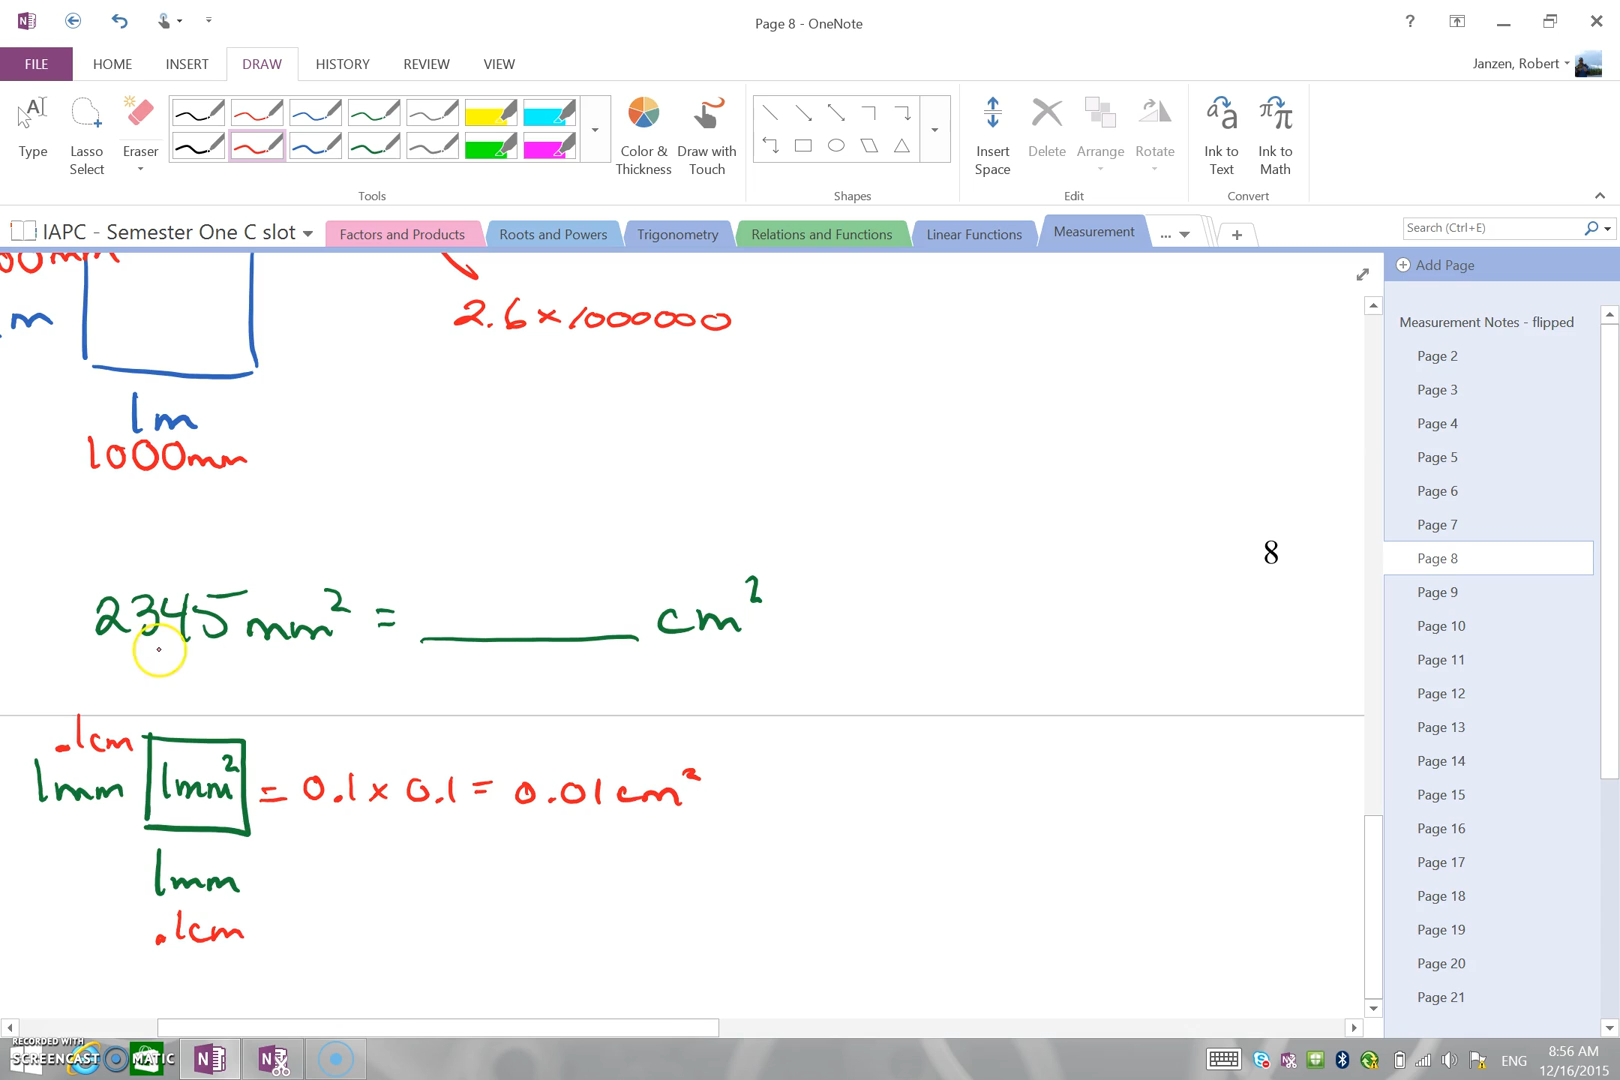 Page 8 - OneNote
?
FILE HOME INSERT DRAW HISTORY REVIEW VIEW
Janzen, Robert
Type
Lasso Select
Eraser
Color & Thickness
Draw with Touch
Insert Space
Delete
Arrange
Rotate
Ink to Text
Ink to Math
Tools
Shapes
Edit
Convert
IAPC - Semester One C slot
Factors and Products
Roots and Powers
Trigonometry
Relations and Functions
Linear Functions
Measurement
...
Search (Ctrl+E)
Add Page
Measurement Notes - flipped
Page 2
Page 3
Page 4
Page 5
Page 6
Page 7
Page 8
Page 9
Page 10
Page 11
Page 12
Page 13
Page 14
Page 15
Page 16
Page 17
Page 18
Page 19
Page 20
Page 21
00mm
m
2.6 × 1000000
1m
1000mm
8
2345 mm² = ________ cm²
.1cm
1mm
1mm² = 0.1 × 0.1 = 0.01 cm²
1mm
.1cm
RECORDED WITH
SCREENCAST MATIC
ENG
8:56 AM
12/16/2015